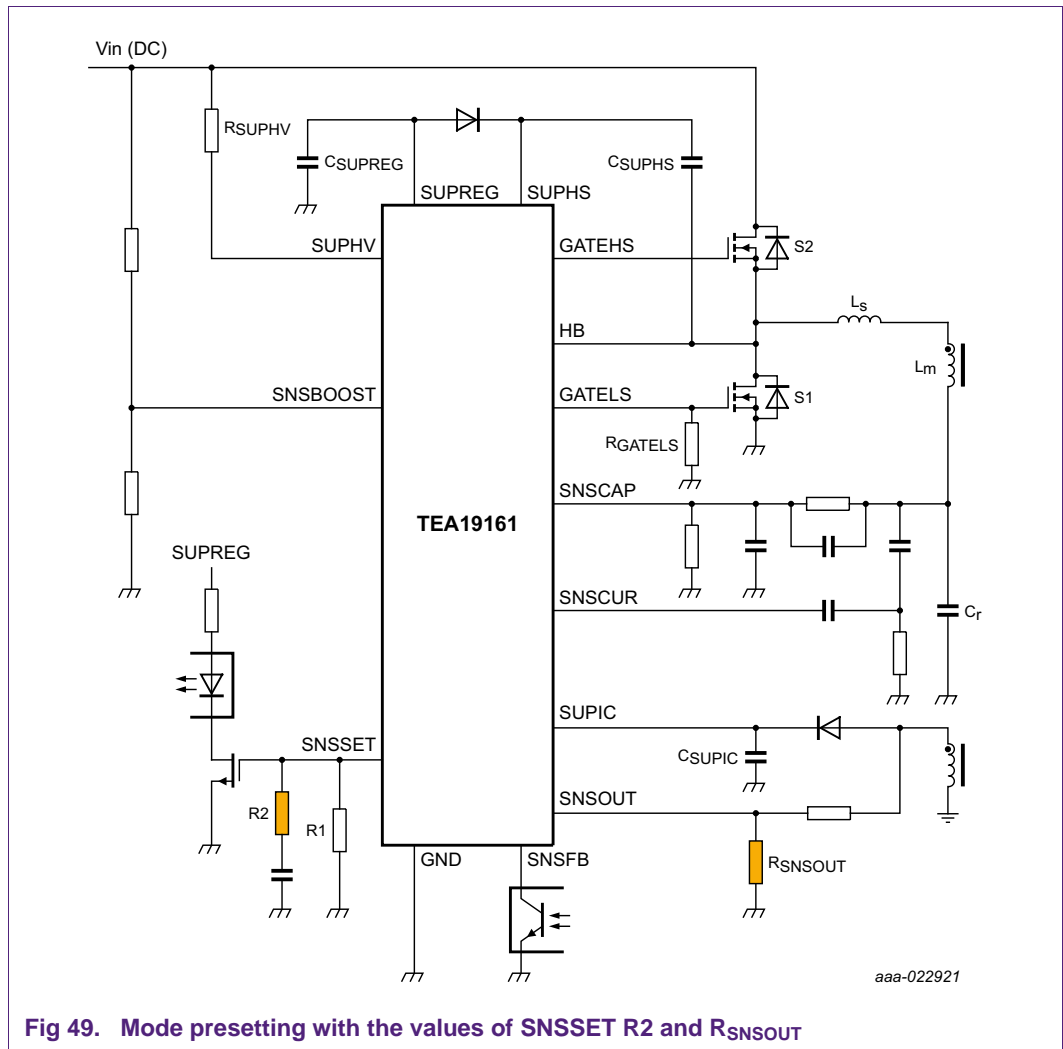 Vin (DC)
RSUPHV
CSUPREG
CSUPHS
SUPREG
SUPHS
SUPHV
GATEHS
S2
Ls
HB
Lm
SNSBOOST
GATELS
S1
RGATELS
SNSCAP
TEA19161
SUPREG
SNSCUR
Cr
SUPIC
SNSSET
CSUPIC
SNSOUT
R2
R1
RSNSOUT
GND
SNSFB
aaa-022921
Fig 49. Mode presetting with the values of SNSSET R2 and RSNSOUT